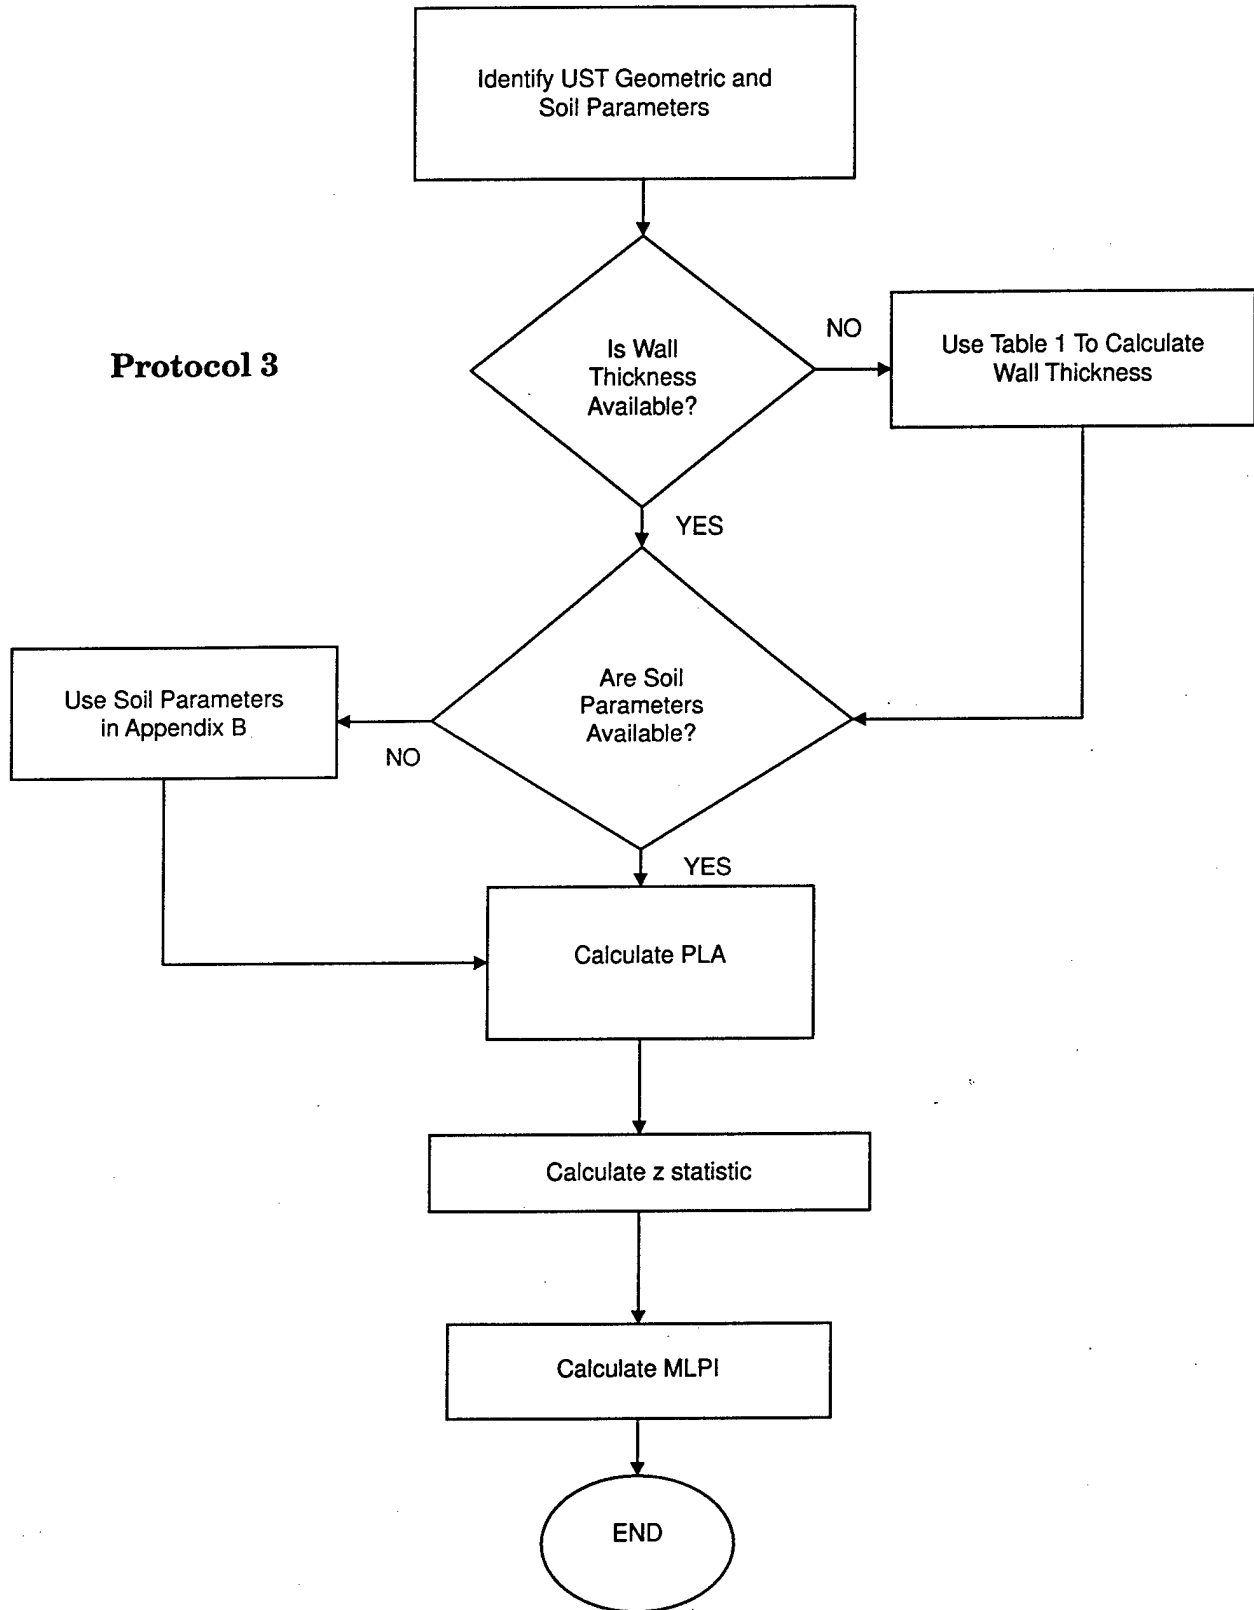 Identify UST Geometric and
Soil Parameters
Protocol 3
Is Wall
Thickness
Available?
NO
Use Table 1 To Calculate
Wall Thickness
YES
Use Soil Parameters
in Appendix B
NO
Are Soil
Parameters
Available?
YES
Calculate PLA
Calculate z statistic
Calculate MLPI
END